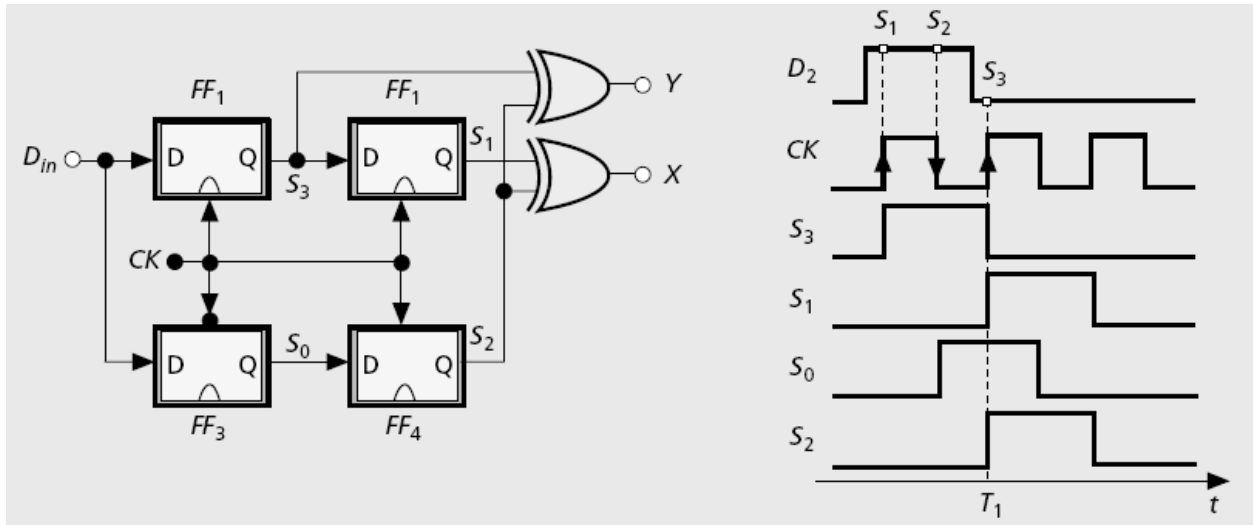 FF1 FF1
Y
Din D Q S3 D Q S1
X
CK
D Q S0 D Q S2
FF3 FF4
S1 S2
D2 S3
CK
S3
S1
S0
S2
T1 t